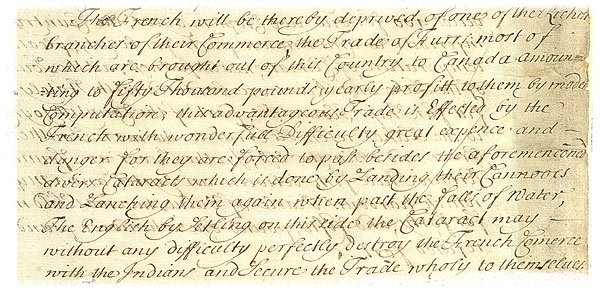 The French will be thereby deprived of one of the Richest
branches of their Commerce, the Trade of Furrs, most of
which are brought out of this Country to Canada amoun-
ting to fifty Thousand pounds yearly profitt to them by modest
Computation, this advantageous Trade is Effected by the
French with wonderfull Difficulty great expence and -
danger for they are forced to pass besides the aforemencond
divers Cataracts which is done by Landing their Cannooes
and Lanching them again when past the falls of Water,
The English by setling on this side the Cataract may -
without any difficulty perfectly destroy the French Comerce
with the Indians and Secure the Trade wholy to themselves